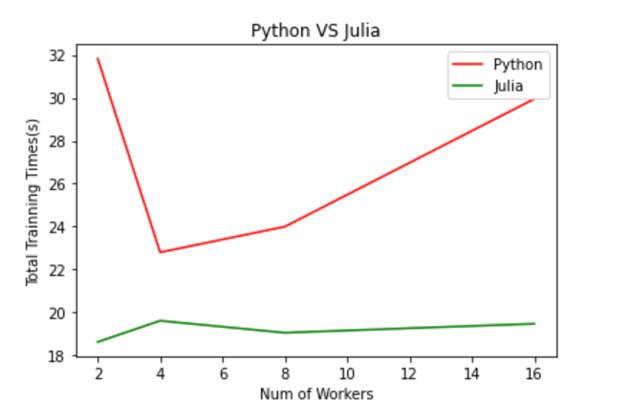 Python VS Julia
Python
Julia
Total Trainning Times(s)
32
30
28
26
24
22
20
18
2 4 6 8 10 12 14 16
Num of Workers